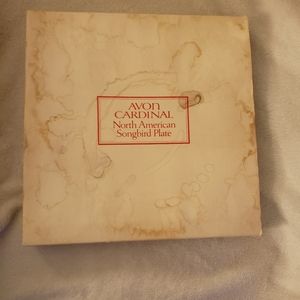 AVON
CARDINAL
North American
Songbird Plate